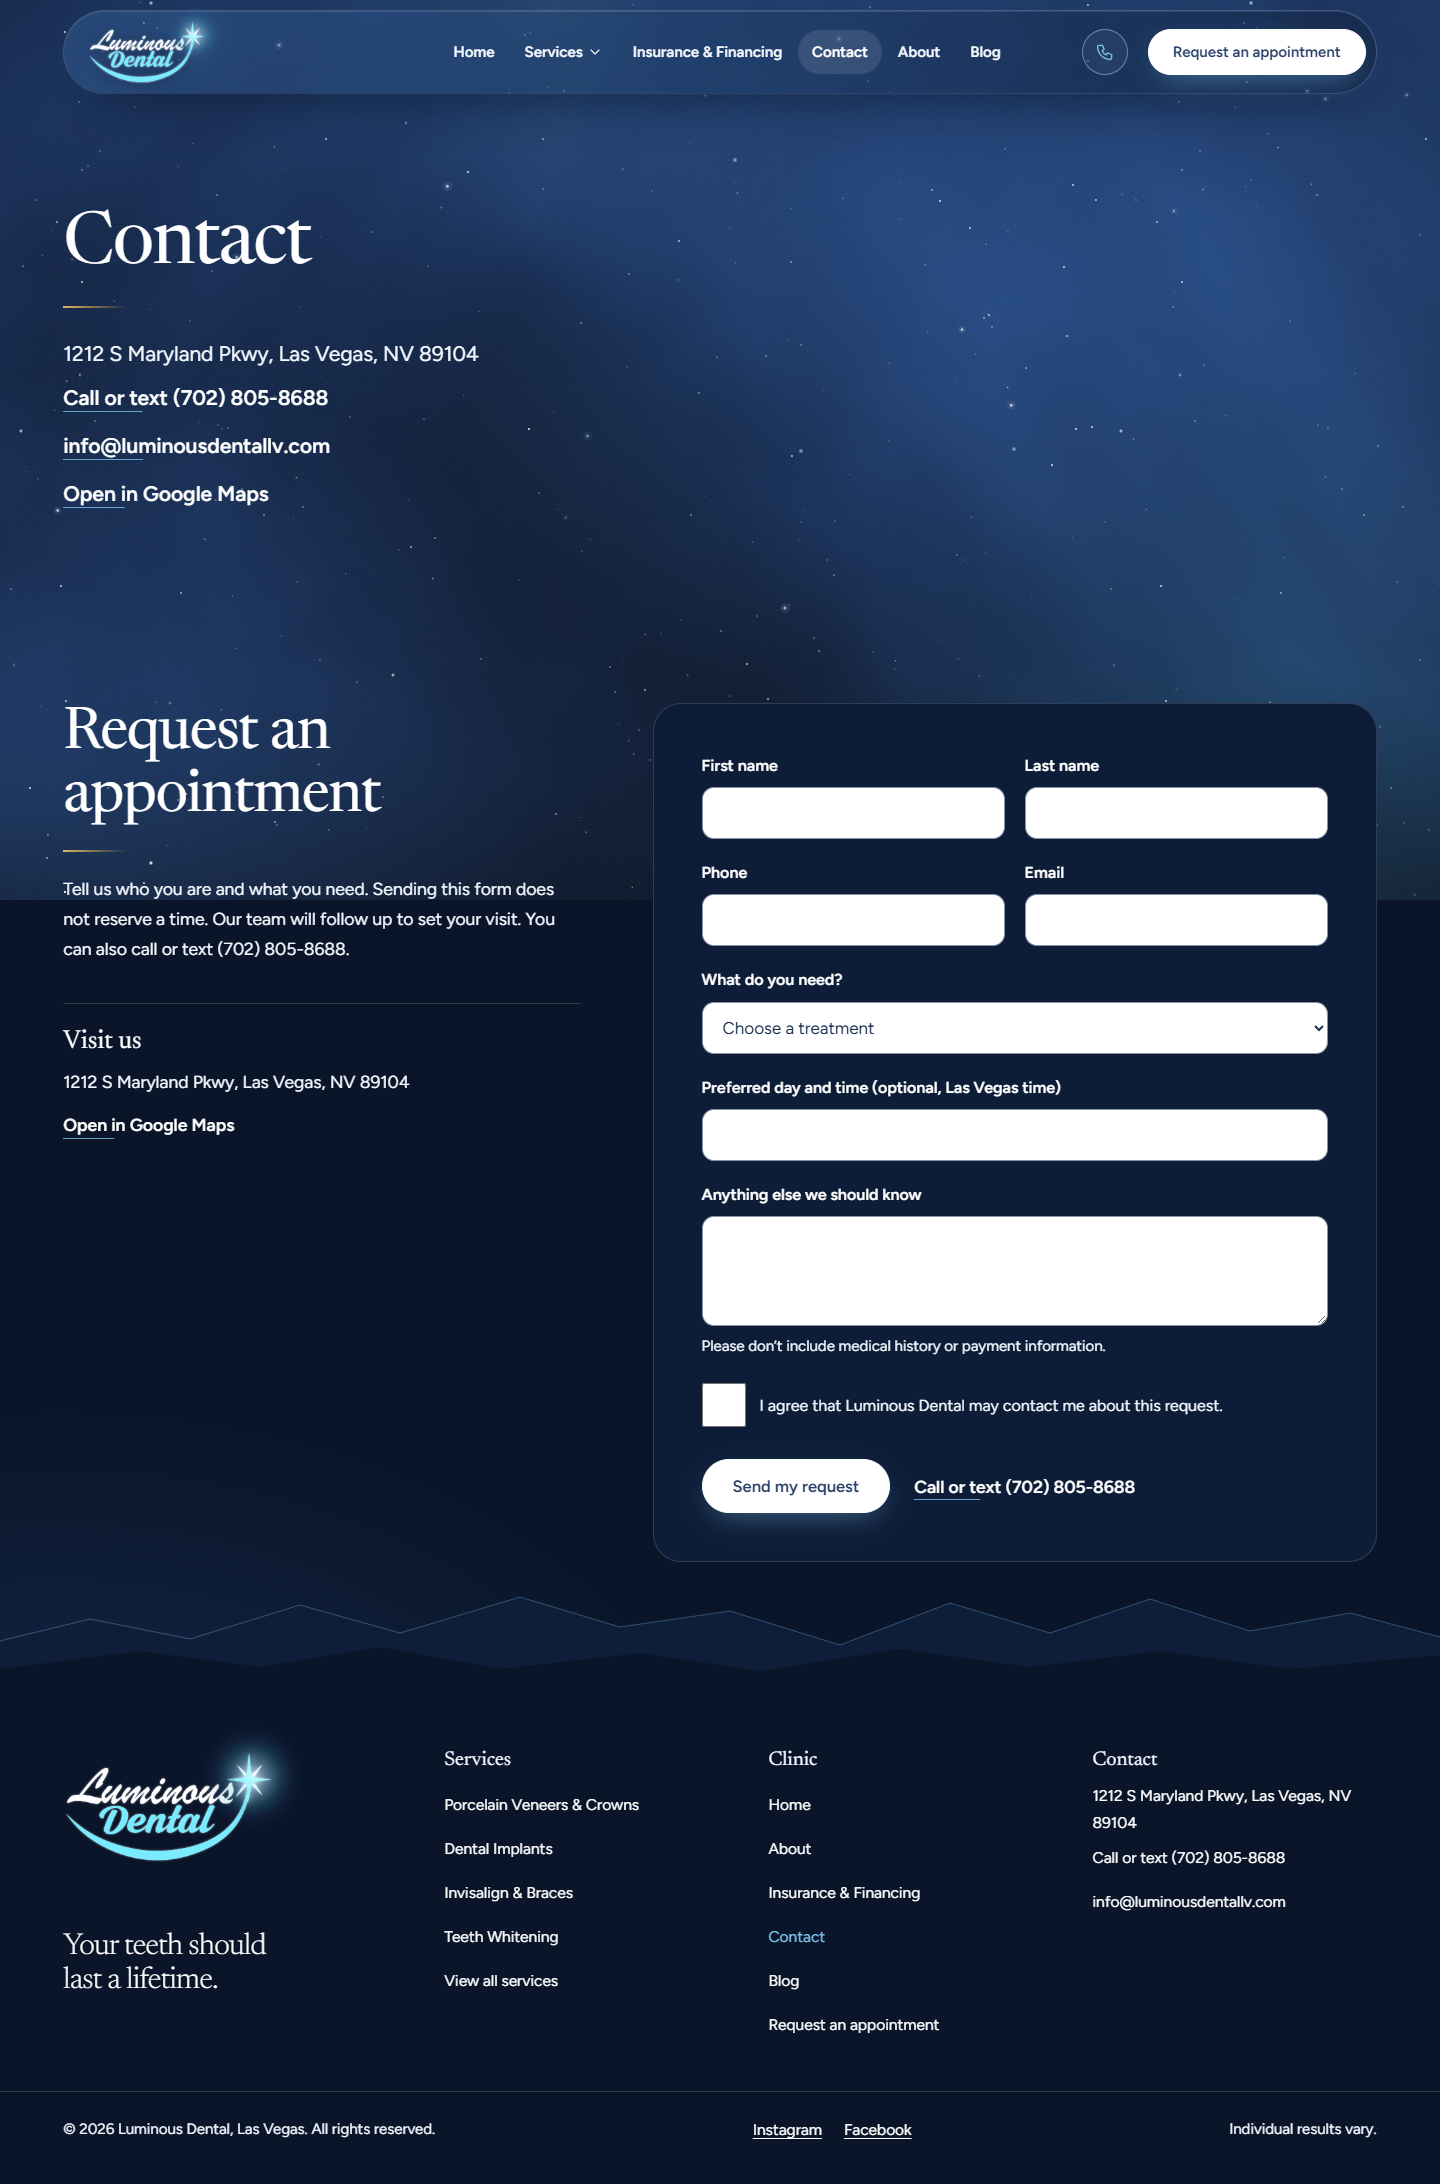 Luminous
Dental
Home
Services
Insurance & Financing
Contact
About
Blog
Request an appointment
Contact
1212 S Maryland Pkwy, Las Vegas, NV 89104
Call or text (702) 805-8688
info@luminousdentallv.com
Open in Google Maps
Request an
appointment
Tell us who you are and what you need. Sending this form does
not reserve a time. Our team will follow up to set your visit. You
can also call or text (702) 805-8688.
Visit us
1212 S Maryland Pkwy, Las Vegas, NV 89104
Open in Google Maps
First name
Last name
Phone
Email
What do you need?
Choose a treatment
Preferred day and time (optional, Las Vegas time)
Anything else we should know
Please don’t include medical history or payment information.
I agree that Luminous Dental may contact me about this request.
Send my request
Call or text (702) 805-8688
Luminous
Dental
Your teeth should
last a lifetime.
Services
Porcelain Veneers & Crowns
Dental Implants
Invisalign & Braces
Teeth Whitening
View all services
Clinic
Home
About
Insurance & Financing
Contact
Blog
Request an appointment
Contact
1212 S Maryland Pkwy, Las Vegas, NV
89104
Call or text (702) 805-8688
info@luminousdentallv.com
© 2026 Luminous Dental, Las Vegas. All rights reserved.
Instagram
Facebook
Individual results vary.